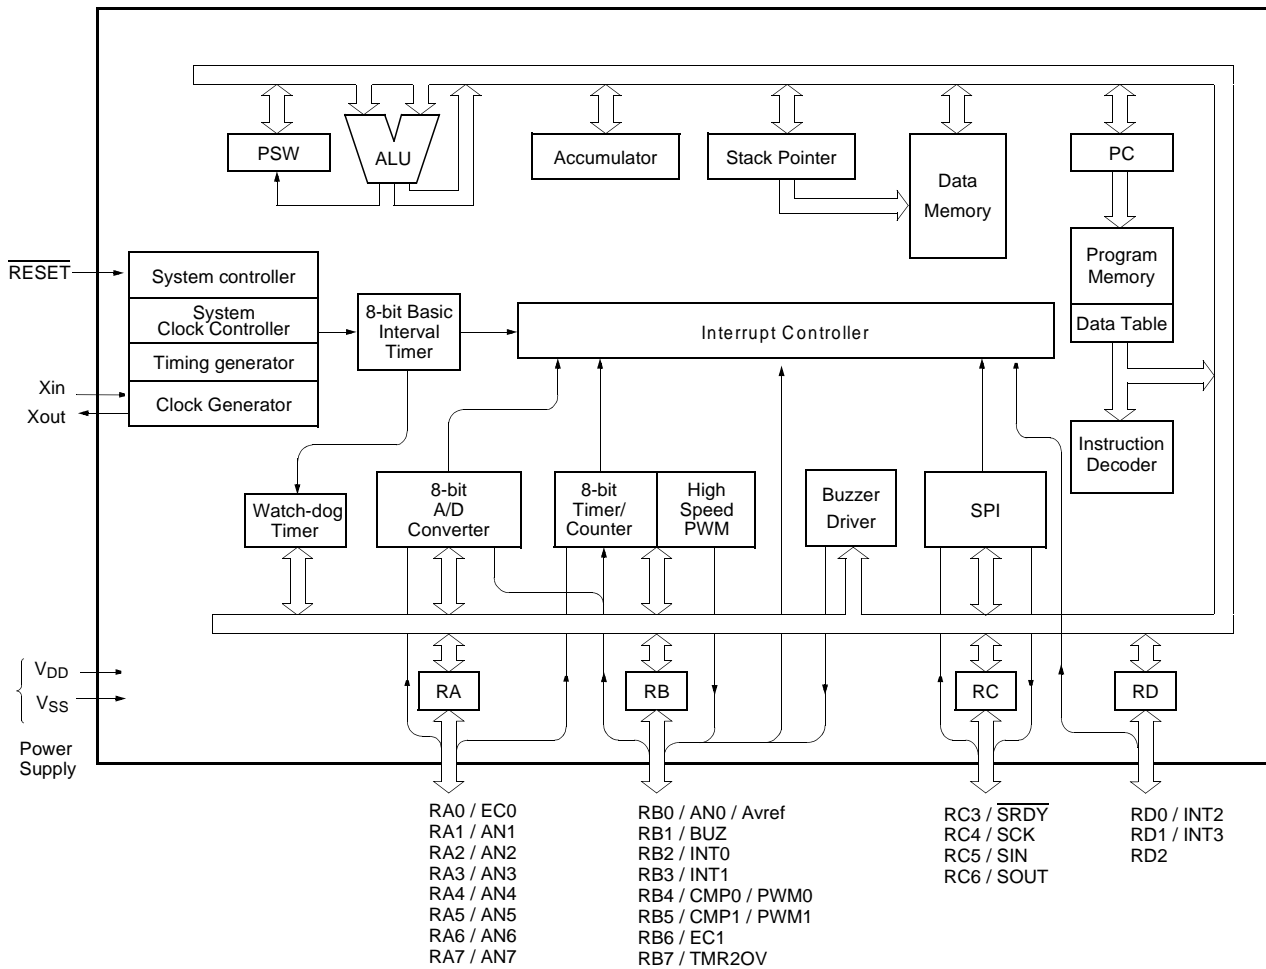 PSW
ALU
Accumulator
Stack Pointer
Data
Memory
PC
Program
Memory
Data Table
Instruction
Decoder
RESET
System controller
System
Clock Controller
Timing generator
Clock Generator
Xin
Xout
8-bit Basic
Interval
Timer
Interrupt Controller
Watch-dog
Timer
8-bit
A/D
Converter
8-bit
Timer/
Counter
High
Speed
PWM
Buzzer
Driver
SPI
VDD
VSS
Power
Supply
RA
RB
RC
RD
RA0 / EC0
RA1 / AN1
RA2 / AN2
RA3 / AN3
RA4 / AN4
RA5 / AN5
RA6 / AN6
RA7 / AN7
RB0 / AN0 / Avref
RB1 / BUZ
RB2 / INT0
RB3 / INT1
RB4 / CMP0 / PWM0
RB5 / CMP1 / PWM1
RB6 / EC1
RB7 / TMR2OV
RC3 / SRDY
RC4 / SCK
RC5 / SIN
RC6 / SOUT
RD0 / INT2
RD1 / INT3
RD2